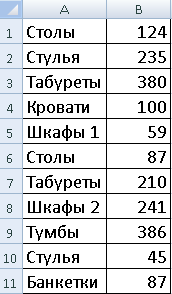 A B
1 Столы 124
2 Стулья 235
3 Табуреты 380
4 Кровати 100
5 Шкафы 1 59
6 Столы 87
7 Табуреты 210
8 Шкафы 2 241
9 Тумбы 386
10 Стулья 45
11 Банкетки 87